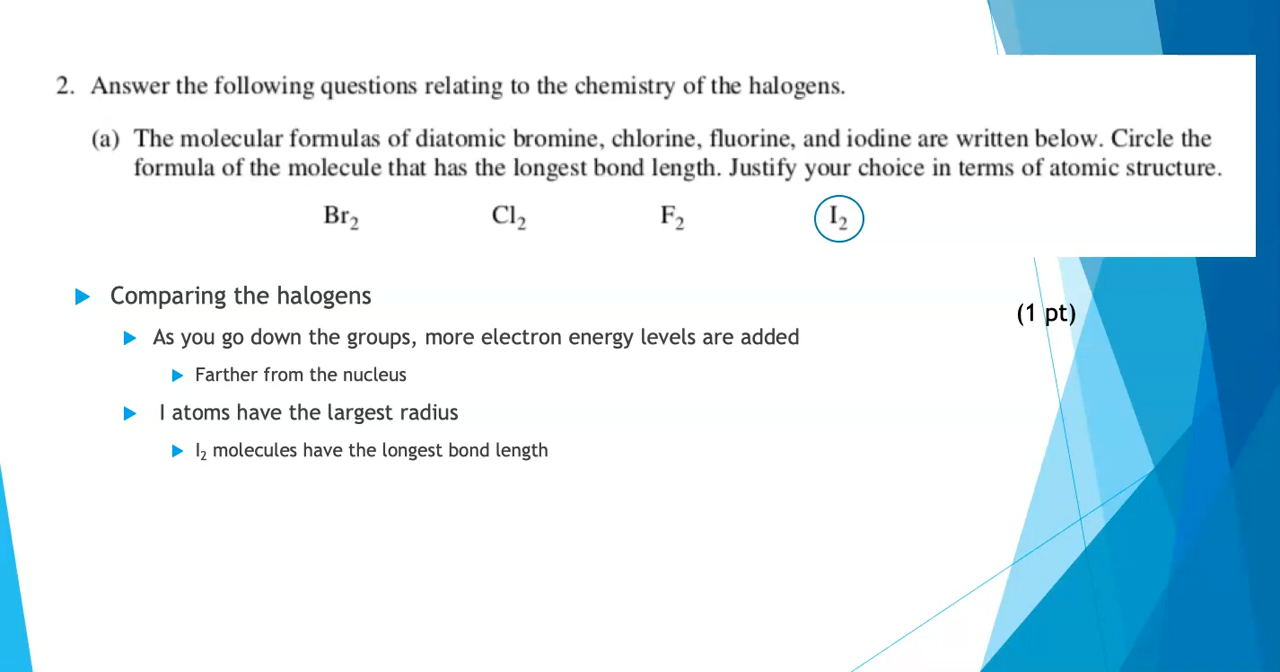 2. Answer the following questions relating to the chemistry of the halogens.
(a) The molecular formulas of diatomic bromine, chlorine, fluorine, and iodine are written below. Circle the
formula of the molecule that has the longest bond length. Justify your choice in terms of atomic structure.
Br₂ Cl₂ F₂ I₂
Comparing the halogens
(1 pt)
As you go down the groups, more electron energy levels are added
Farther from the nucleus
I atoms have the largest radius
I₂ molecules have the longest bond length